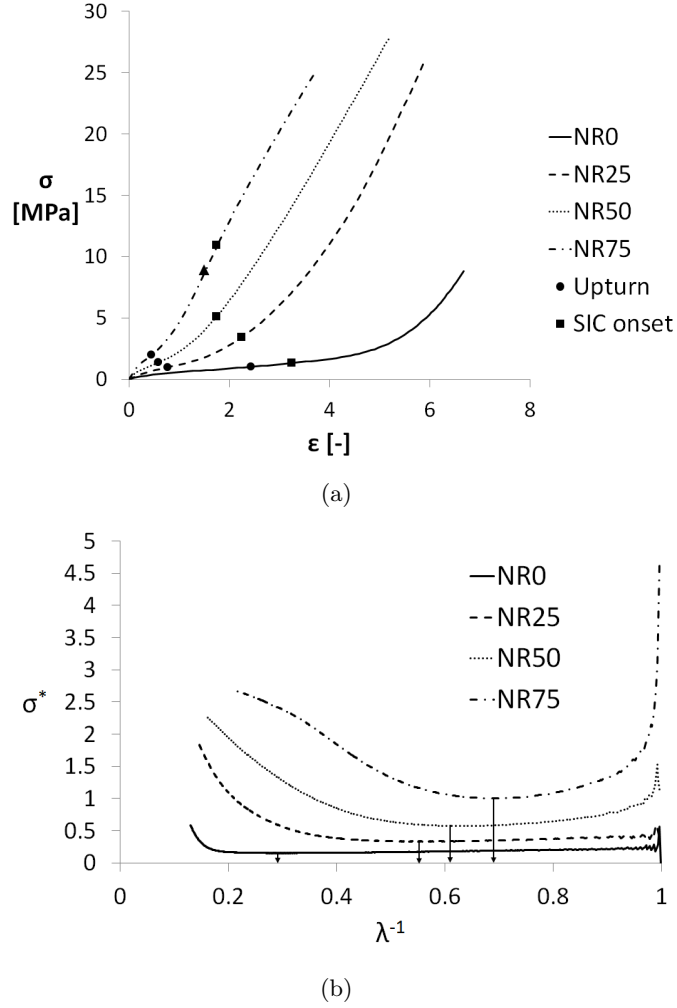 30
25
20
15
10
5
0
σ
[MPa]
0 2 4 6 8
ε [-]
NR0
NR25
NR50
NR75
Upturn
SIC onset
(a)
5
4.5
4
3.5
3
2.5
2
1.5
1
0.5
0
σ*
0 0.2 0.4 0.6 0.8 1
λ-1
NR0
NR25
NR50
NR75
(b)